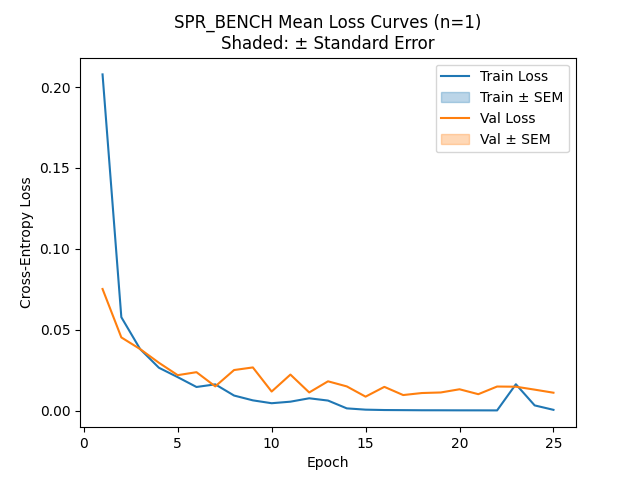 SPR_BENCH Mean Loss Curves (n=1)
Shaded: ± Standard Error
Train Loss
Train ± SEM
Val Loss
Val ± SEM
Cross-Entropy Loss
0.20
0.15
0.10
0.05
0.00
0
5
10
15
20
25
Epoch